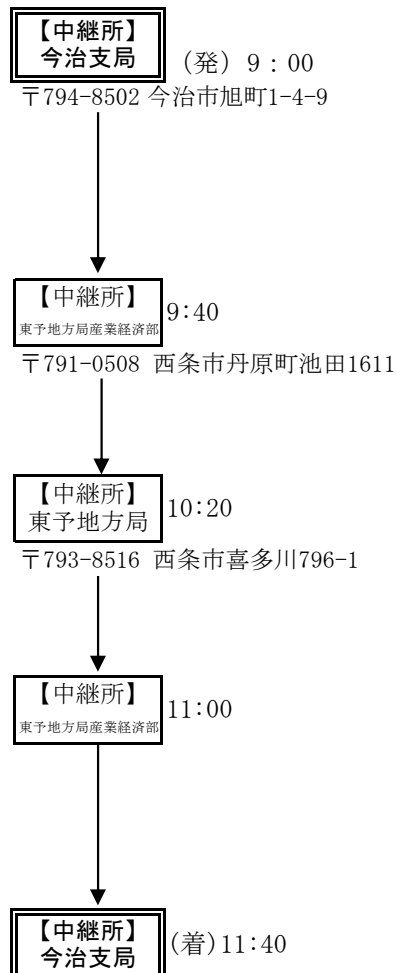 【中継所】
今治支局
(発) 9:00
〒794-8502 今治市旭町1-4-9
【中継所】
東予地方局産業経済部
9:40
〒791-0508 西条市丹原町池田1611
【中継所】
東予地方局
10:20
〒793-8516 西条市喜多川796-1
【中継所】
東予地方局産業経済部
11:00
【中継所】
今治支局
(着)11:40